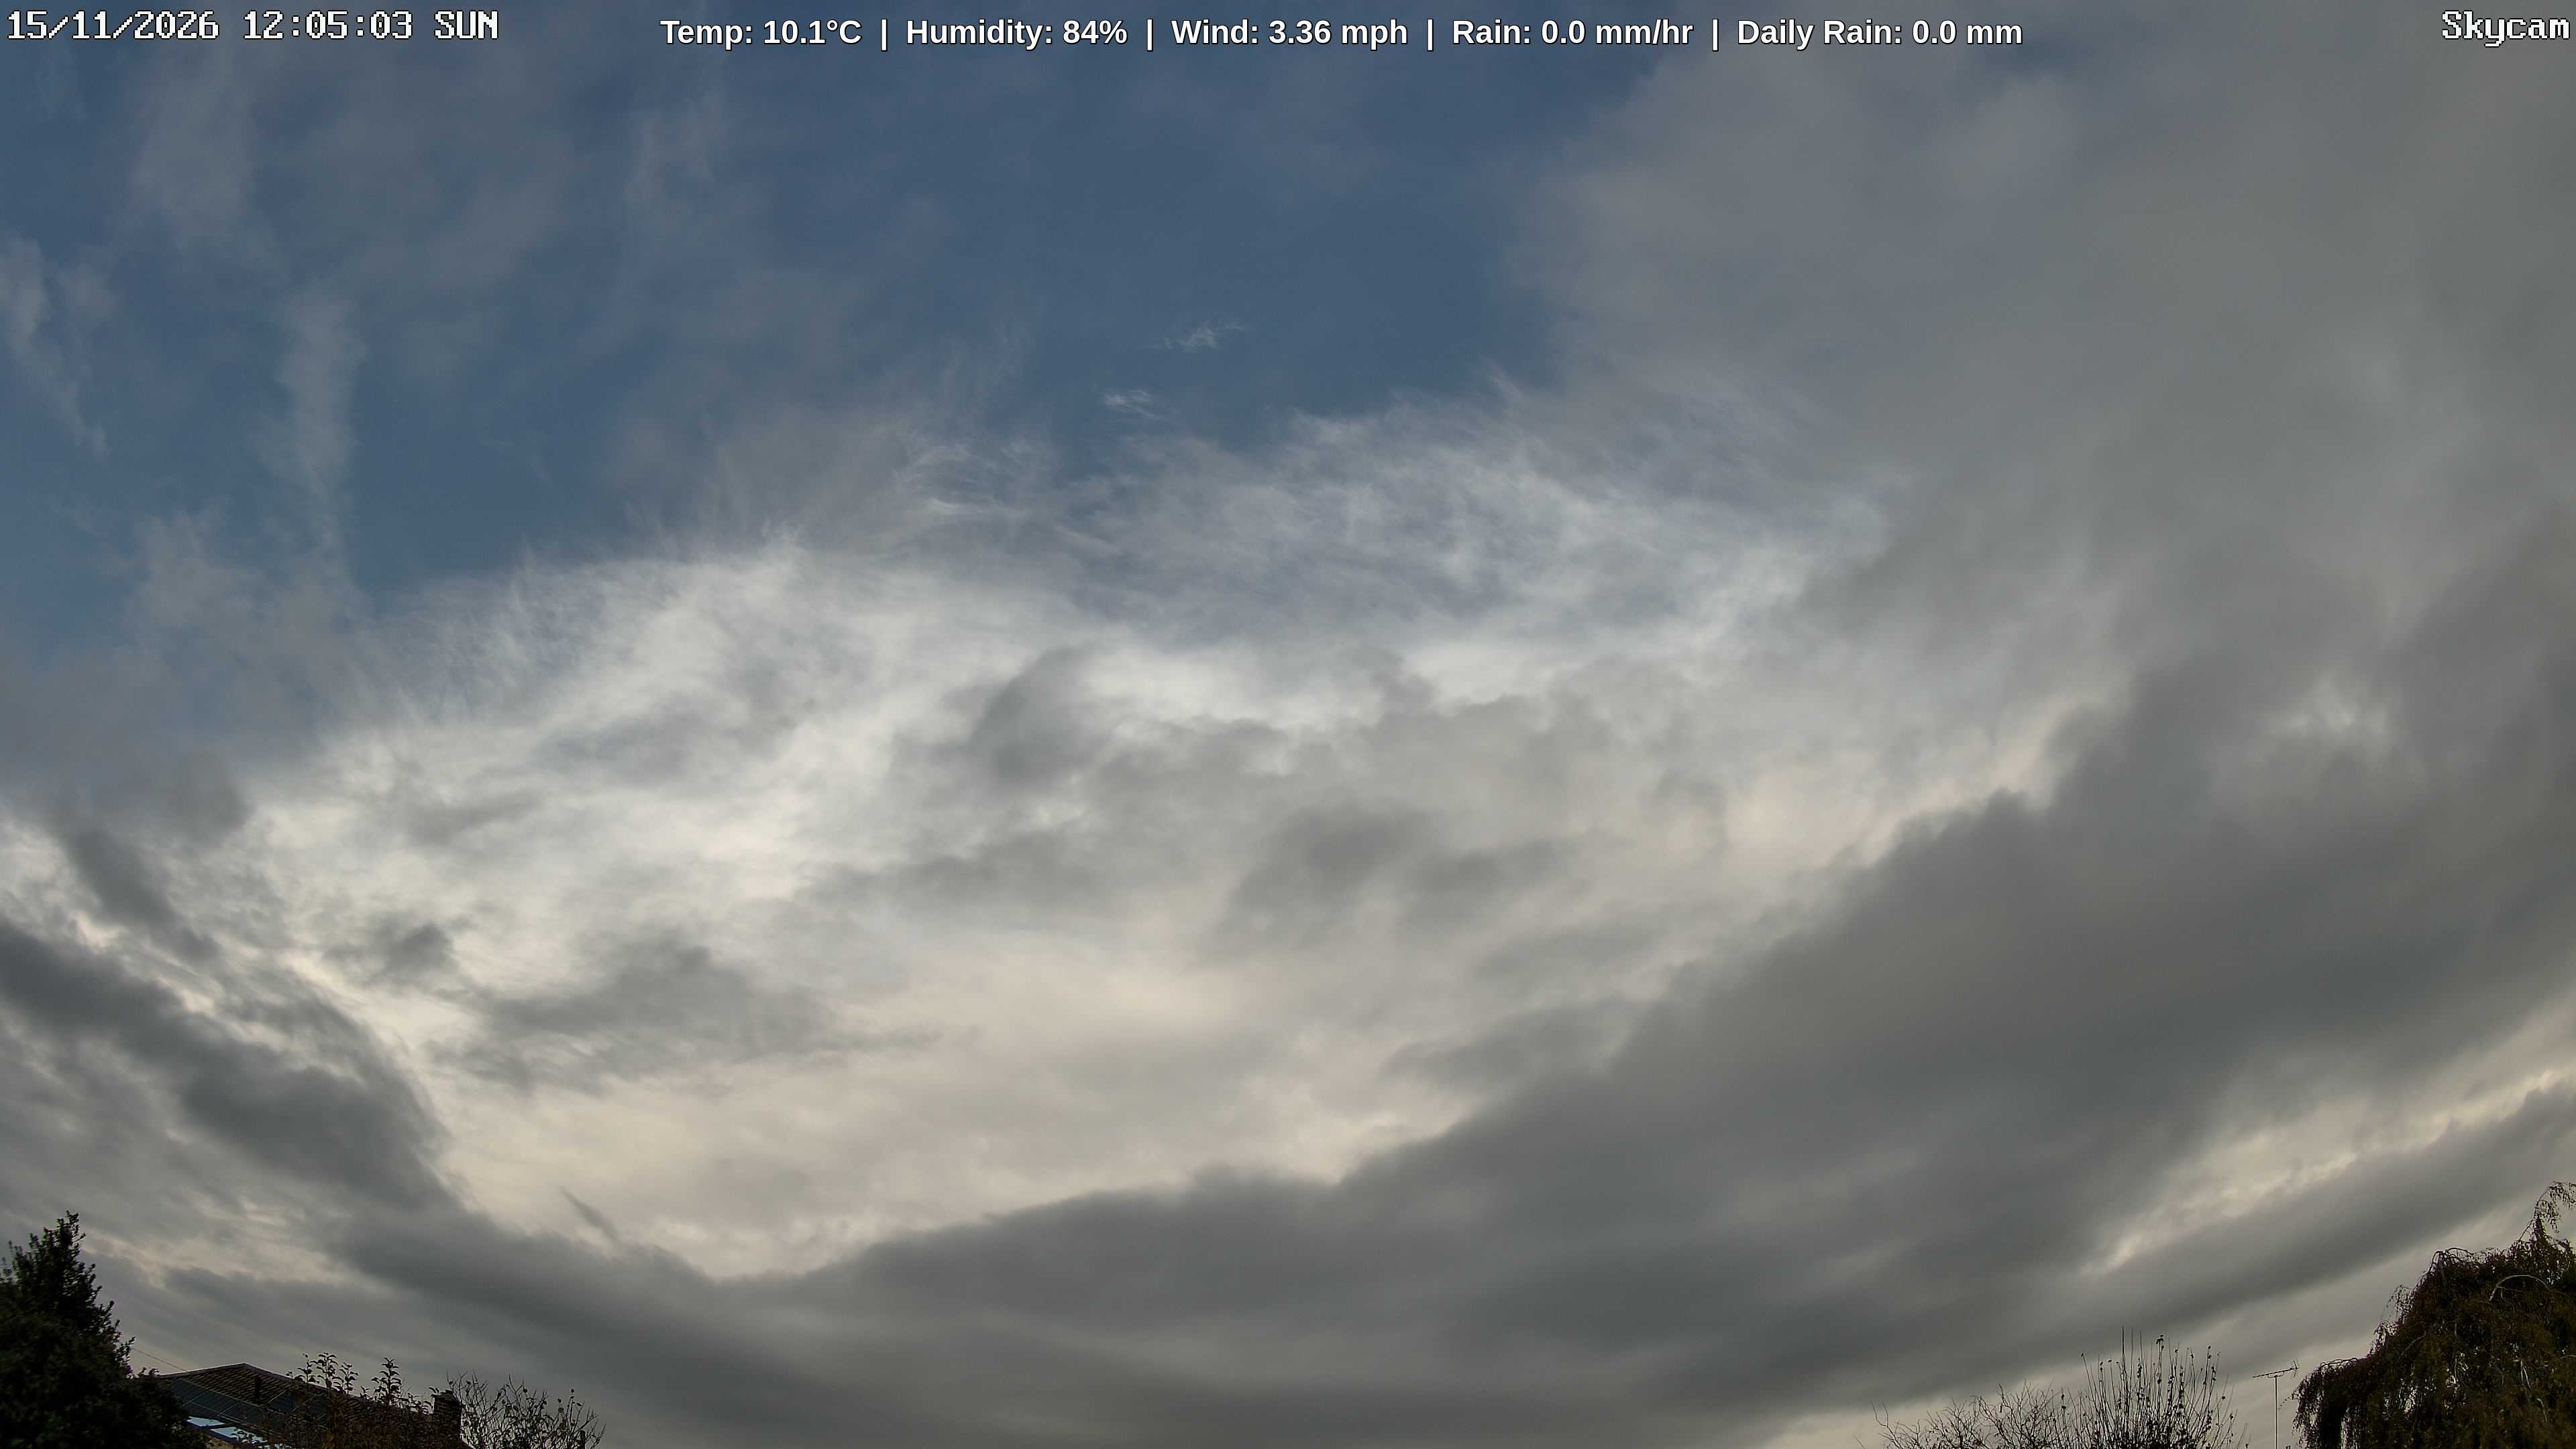 15/11/2026 12:05:03 SUN
Temp: 10.1°C | Humidity: 84% | Wind: 3.36 mph | Rain: 0.0 mm/hr | Daily Rain: 0.0 mm
Skycam